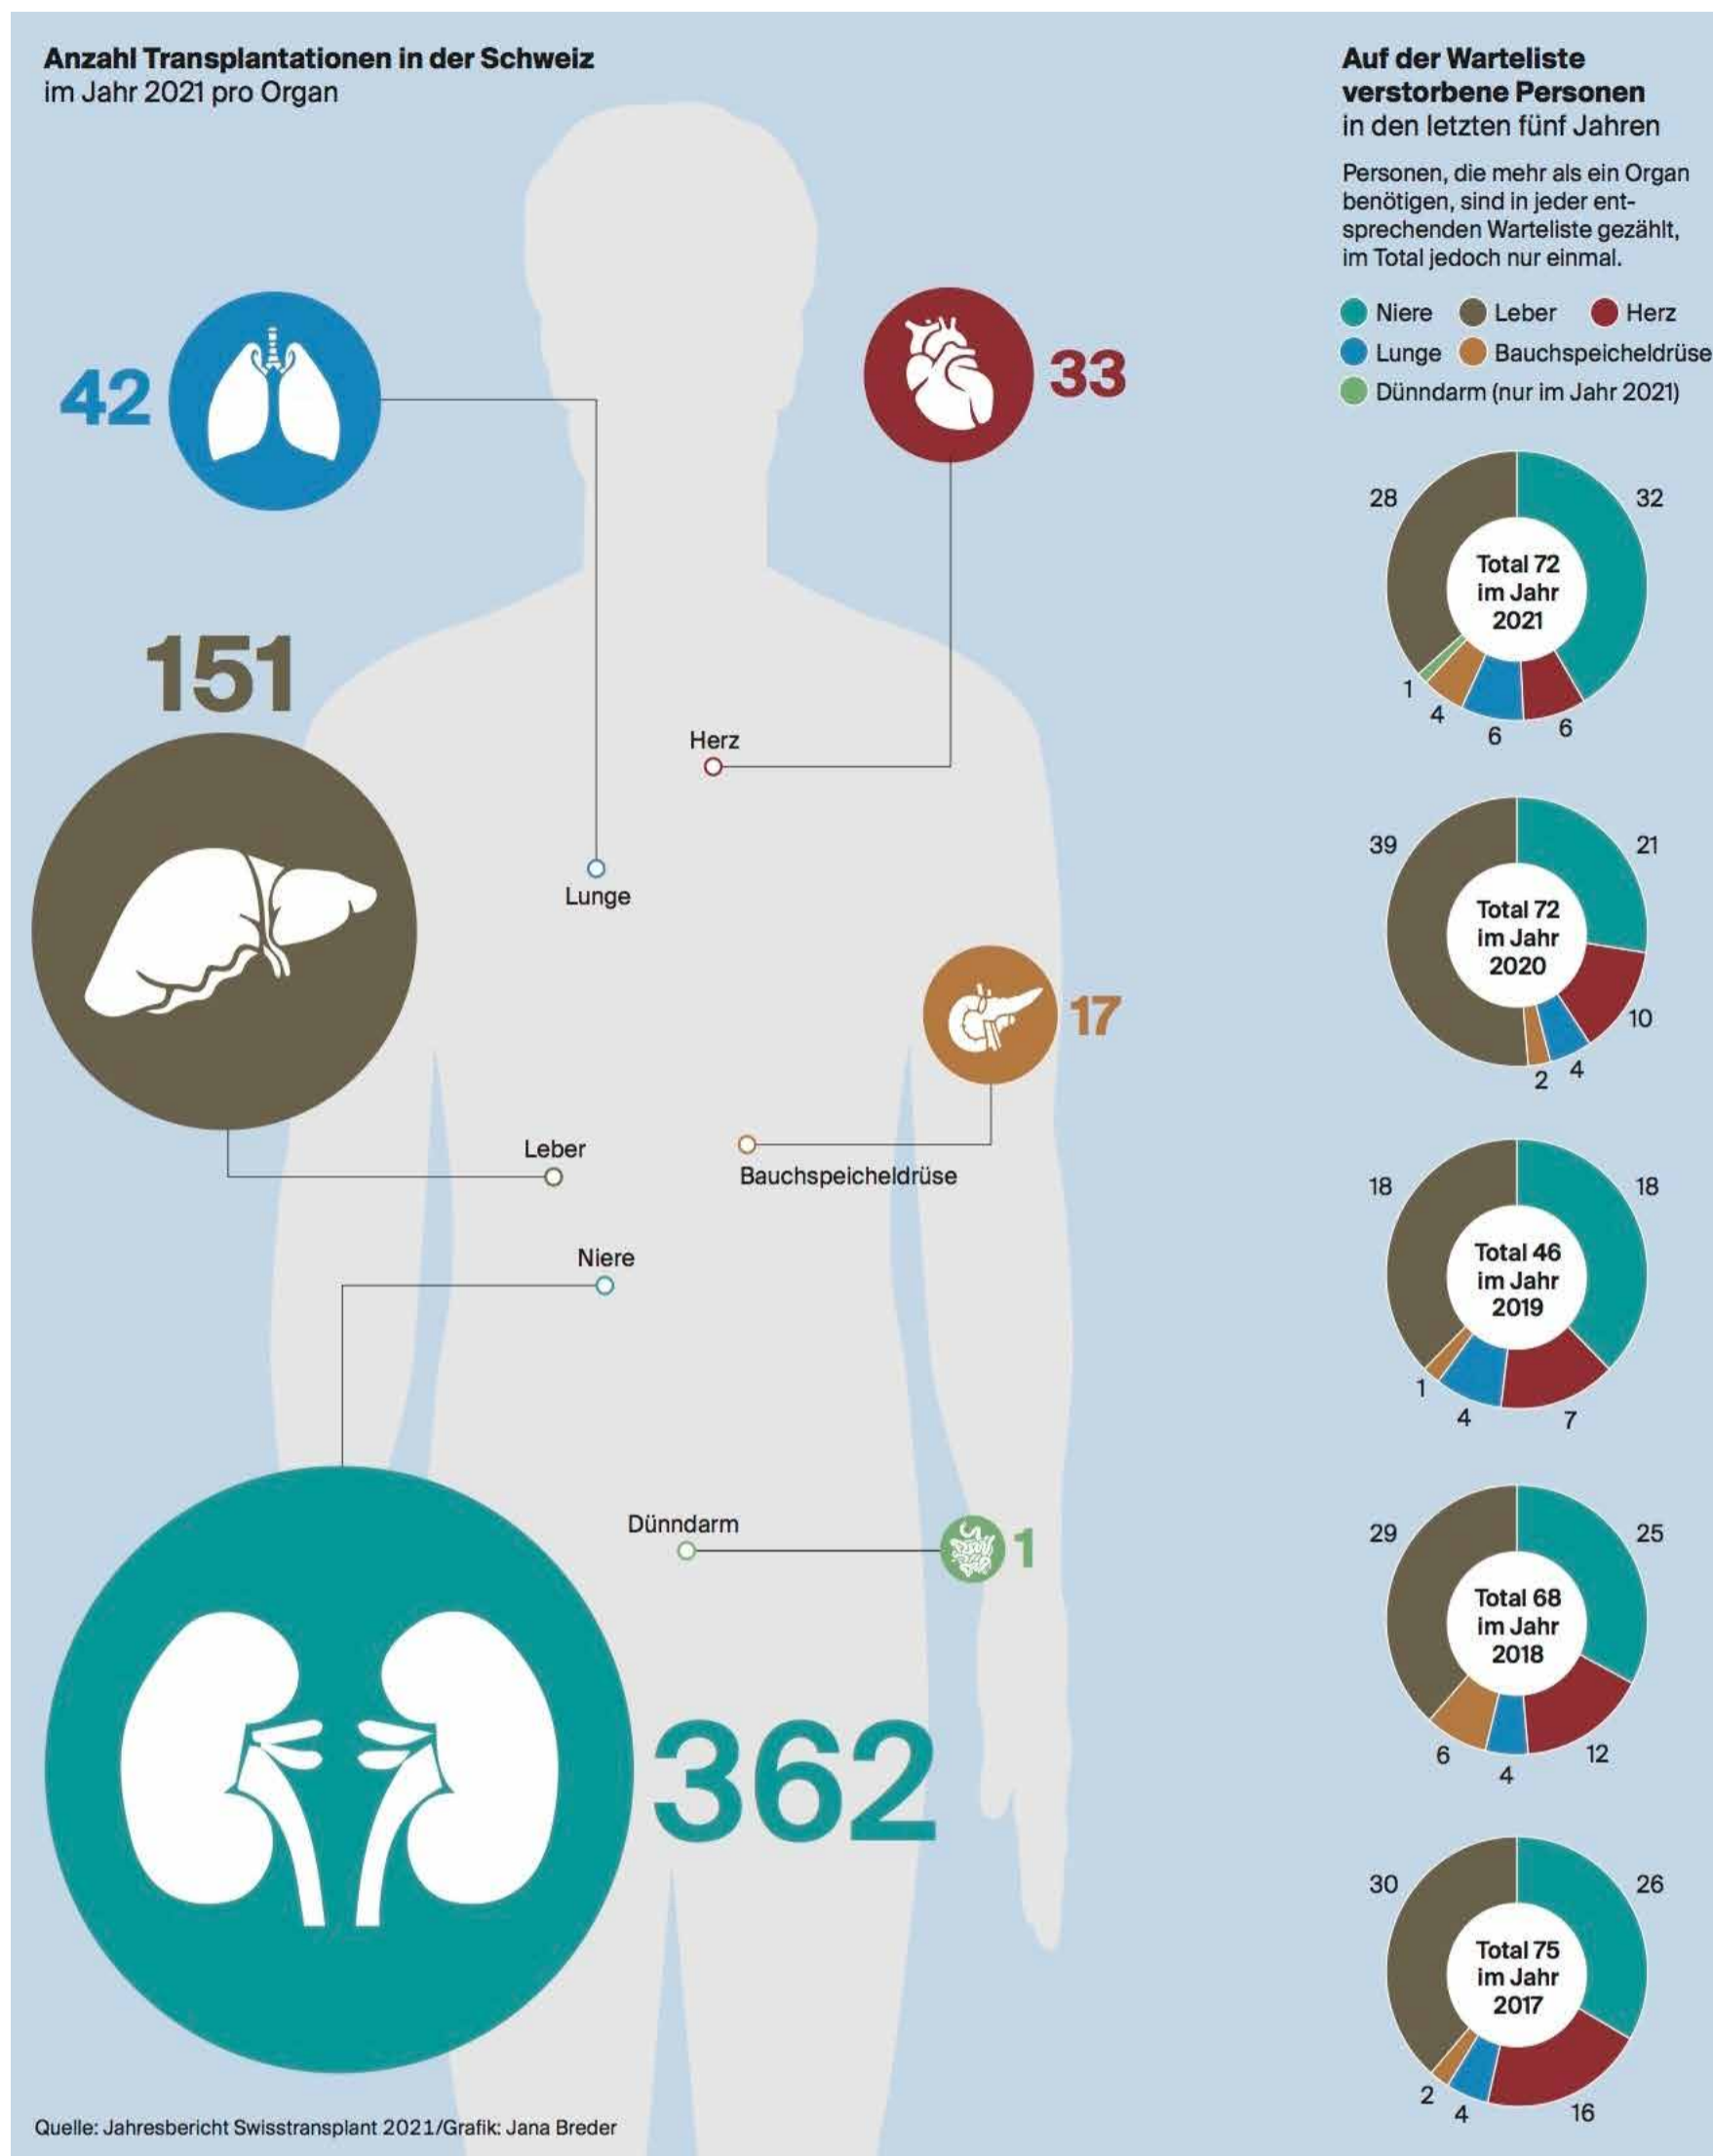 Anzahl Transplantationen in der Schweiz
im Jahr 2021 pro Organ
42
33
151
Herz
Lunge
17
Leber
Bauchspeicheldrüse
Niere
Dünndarm
1
362
Quelle: Jahresbericht Swisstransplant 2021/Grafik: Jana Breder
Auf der Warteliste
verstorbene Personen
in den letzten fünf Jahren
Personen, die mehr als ein Organ
benötigen, sind in jeder ent-
sprechenden Warteliste gezählt,
im Total jedoch nur einmal.
Niere Leber Herz
Lunge Bauchspeicheldrüse
Dünndarm (nur im Jahr 2021)
28
32
Total 72
im Jahr
2021
1
4
6
6
39
21
Total 72
im Jahr
2020
10
2
4
18
18
Total 46
im Jahr
2019
1
4
7
29
25
Total 68
im Jahr
2018
6
4
12
30
26
Total 75
im Jahr
2017
2
4
16